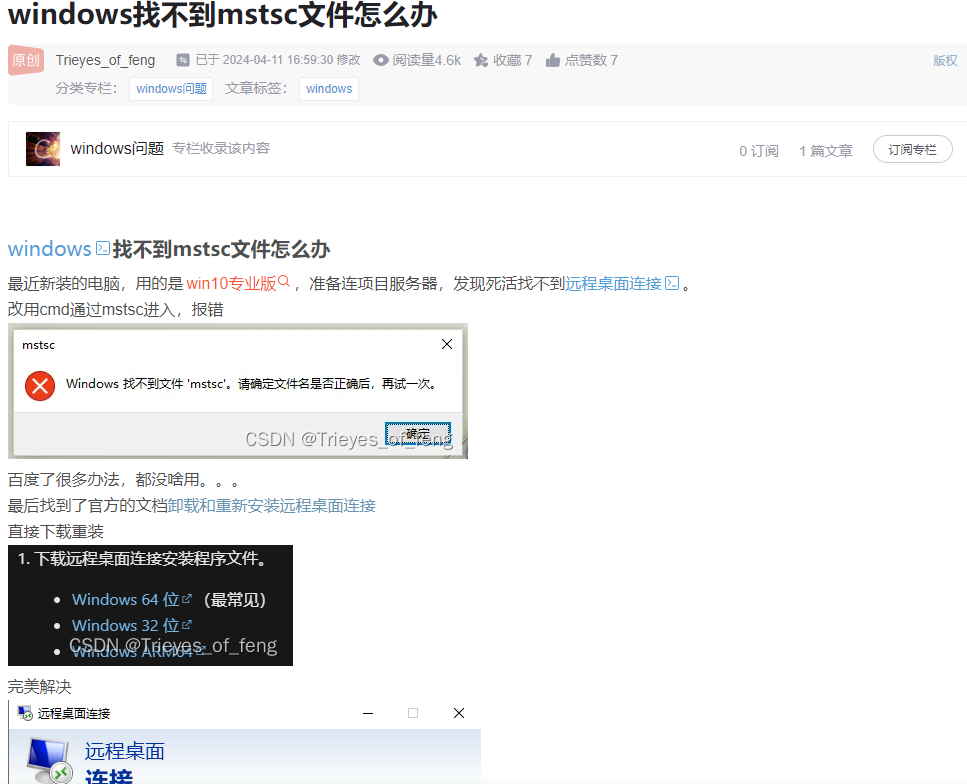 windows找不到mstsc文件怎么办
原创 Trieyes_of_feng 已于 2024-04-11 16:59:30 修改 阅读量4.6k 收藏 7 点赞数 7 版权
分类专栏： windows问题 文章标签： windows
windows问题 专栏收录该内容 0 订阅 1 篇文章 订阅专栏
windows找不到mstsc文件怎么办
最近新装的电脑，用的是win10专业版，准备连项目服务器，发现死活找不到远程桌面连接。
改用cmd通过mstsc进入，报错
mstsc
Windows 找不到文件 'mstsc'。请确定文件名是否正确后，再试一次。
确定
CSDN @Trieyes_of_feng
百度了很多办法，都没啥用。。。
最后找到了官方的文档卸载和重新安装远程桌面连接
直接下载重装
1. 下载远程桌面连接安装程序文件。
• Windows 64 位 （最常见）
• Windows 32 位
• Windows ARM64
CSDN @Trieyes_of_feng
完美解决
远程桌面连接
远程桌面
连接